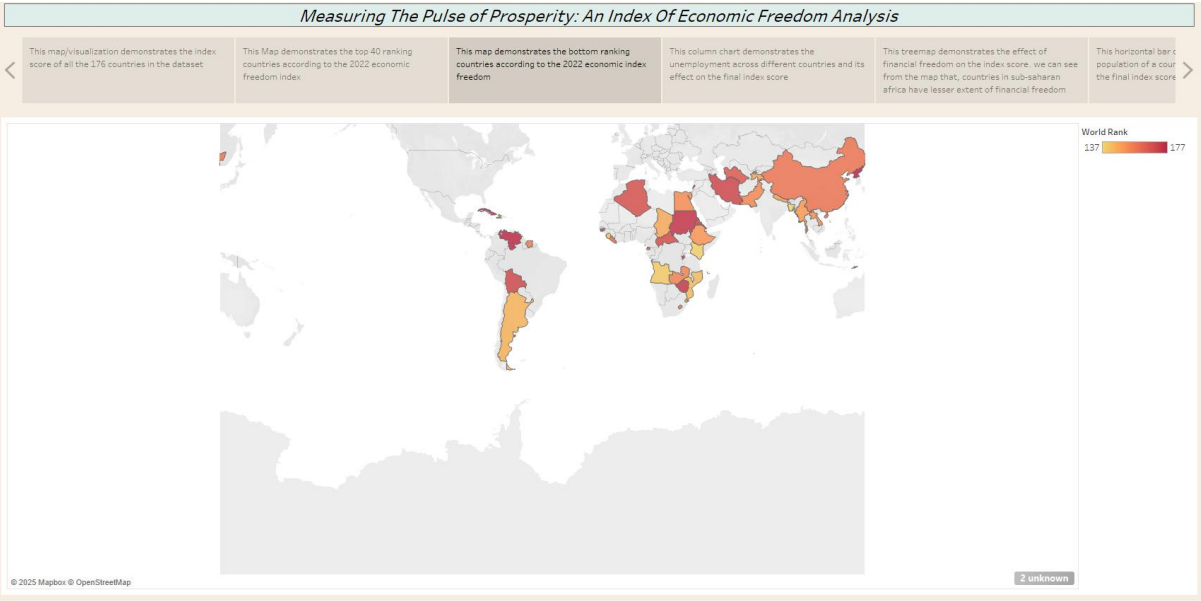 Measuring The Pulse of Prosperity: An Index Of Economic Freedom Analysis
This map/visualization demonstrates the index
score of all the 176 countries in the dataset
This Map demonstrates the top 40 ranking
countries according to the 2022 economic
freedom index
This map demonstrates the bottom ranking
countries according to the 2022 economic index
freedom
This column chart demonstrates the
unemployment across different countries and its
effect on the final index score
This treemap demonstrates the effect of
financial freedom on the index score. we can see
from the map that, countries in sub-saharan
africa have lesser extent of financial freedom
This horizontal bar
population of a
the final index score
World Rank
137 177
© 2025 Mapbox © OpenStreetMap
2 unknown